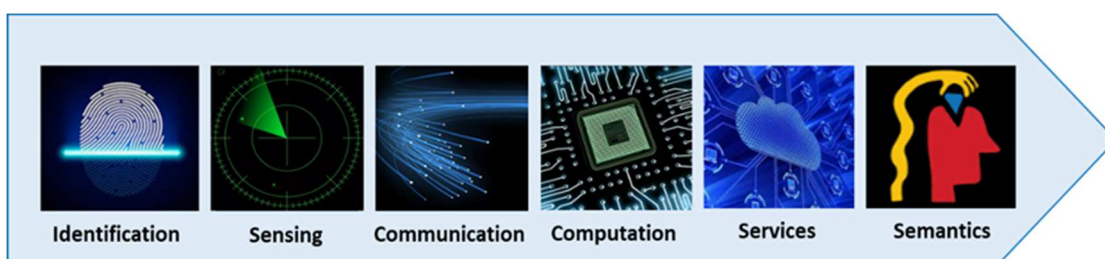 Identification
Sensing
Communication
Computation
Services
Semantics